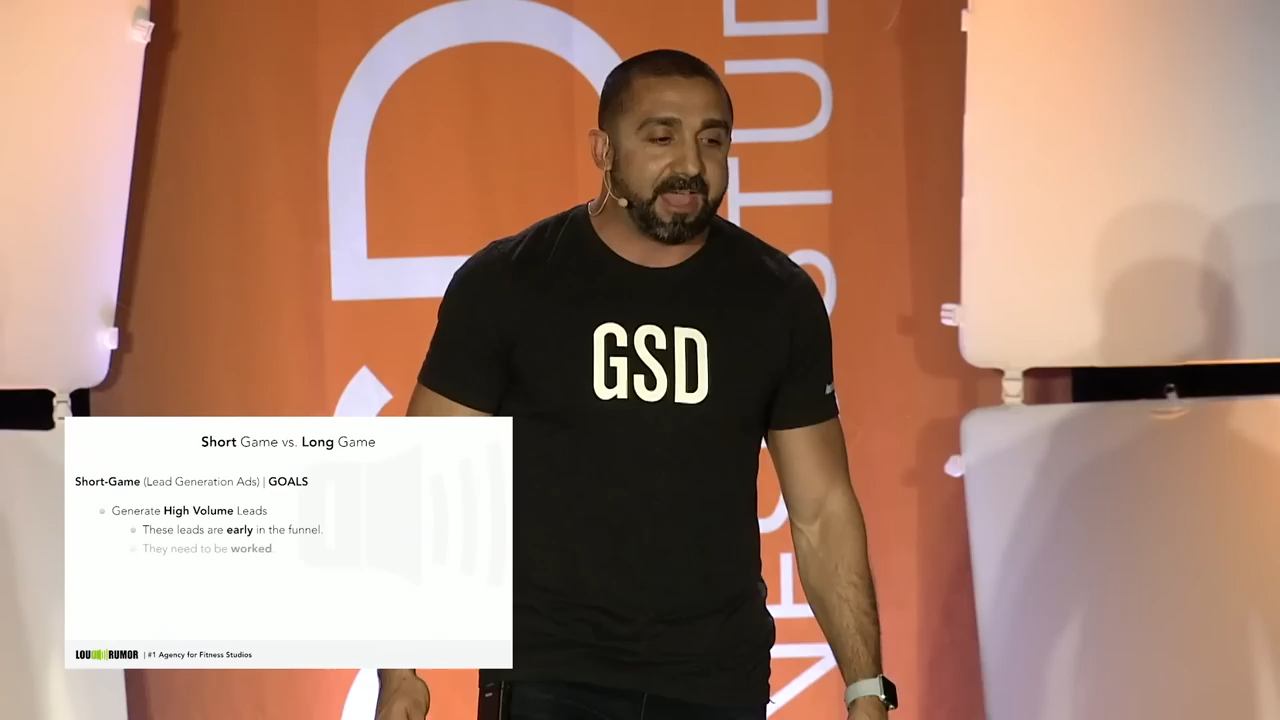 GSD
Short Game vs. Long Game
Short-Game (Lead Generation Ads) | GOALS
Generate High Volume Leads
These leads are early in the funnel.
They need to be worked.
LOUD RUMOR | #1 Agency for Fitness Studios